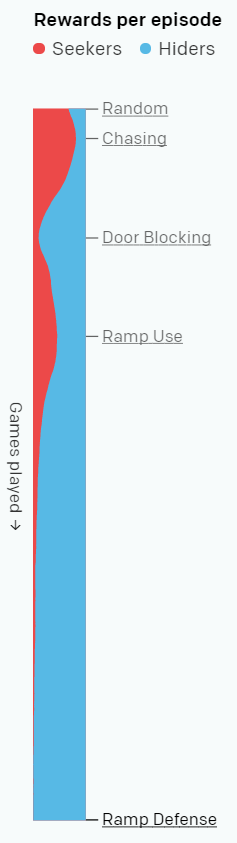 Rewards per episode
Seekers Hiders
Random
Chasing
Door Blocking
Ramp Use
Games played →
Ramp Defense